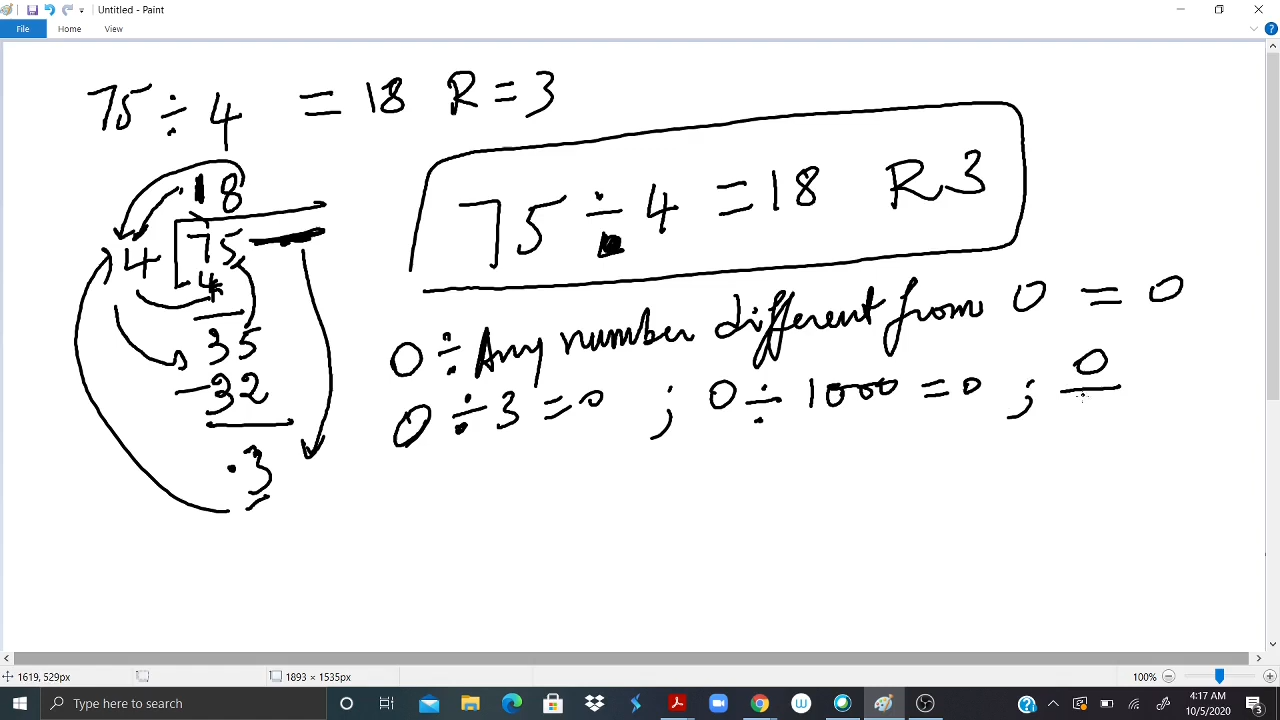 Untitled - Paint
File Home View
75 ÷ 4 = 18 R = 3
18
4 75
4
35
-32
3
75 ÷ 4 = 18 R3
0 ÷ Any number different from 0 = 0
0 ÷ 3 = 0 ; 0 ÷ 1000 = 0 ; 0
1619, 529px 1893 × 1535px 100%
Type here to search
4:17 AM
10/5/2020
3